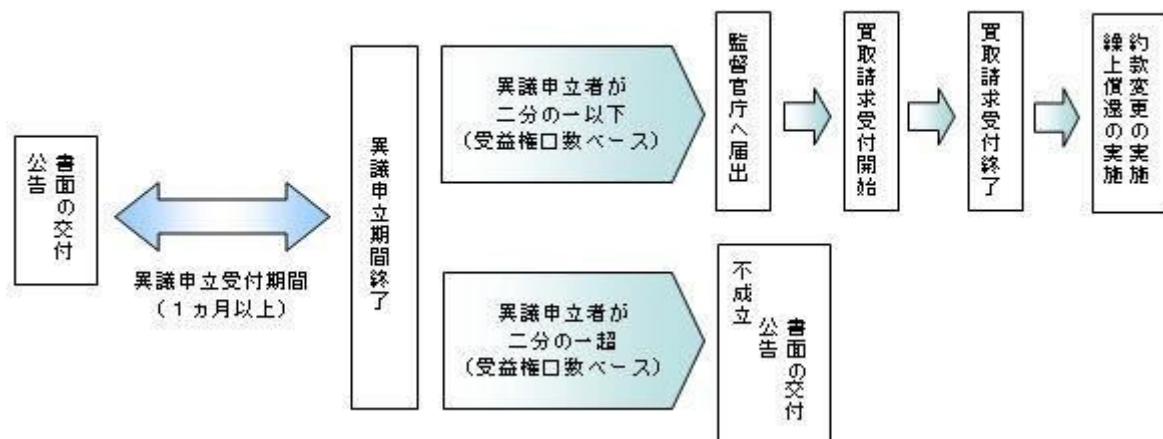 書面の交付
公告
異議申立受付期間
（１ヵ月以上）
異議申立期間終了
異議申立者が
二分の一以下
（受益権口数ベース）
監督官庁へ届出
買取請求受付開始
買取請求受付終了
約款変更の実施
繰上償還の実施
異議申立者が
二分の一超
（受益権口数ベース）
不成立
書面の交付
公告